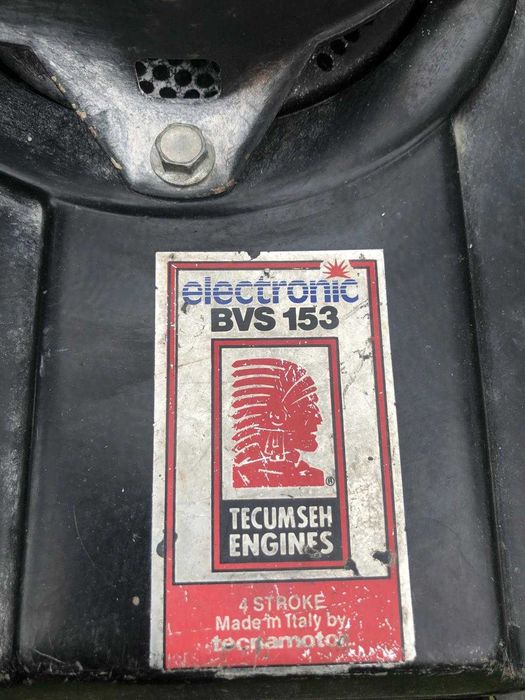 electronic
BVS 153
®
TECUMSEH
ENGINES
4 STROKE
Made in Italy by
tecnamotor